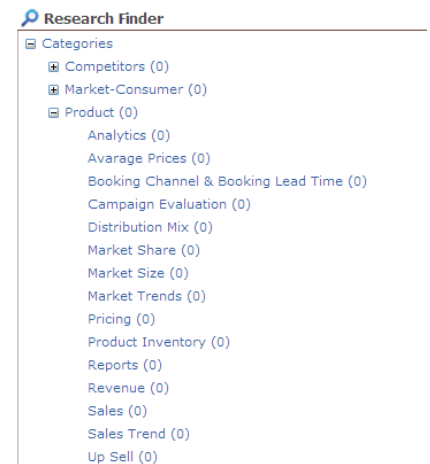 Research Finder
Categories
Competitors (0)
Market-Consumer (0)
Product (0)
Analytics (0)
Avarage Prices (0)
Booking Channel & Booking Lead Time (0)
Campaign Evaluation (0)
Distribution Mix (0)
Market Share (0)
Market Size (0)
Market Trends (0)
Pricing (0)
Product Inventory (0)
Reports (0)
Revenue (0)
Sales (0)
Sales Trend (0)
Up Sell (0)